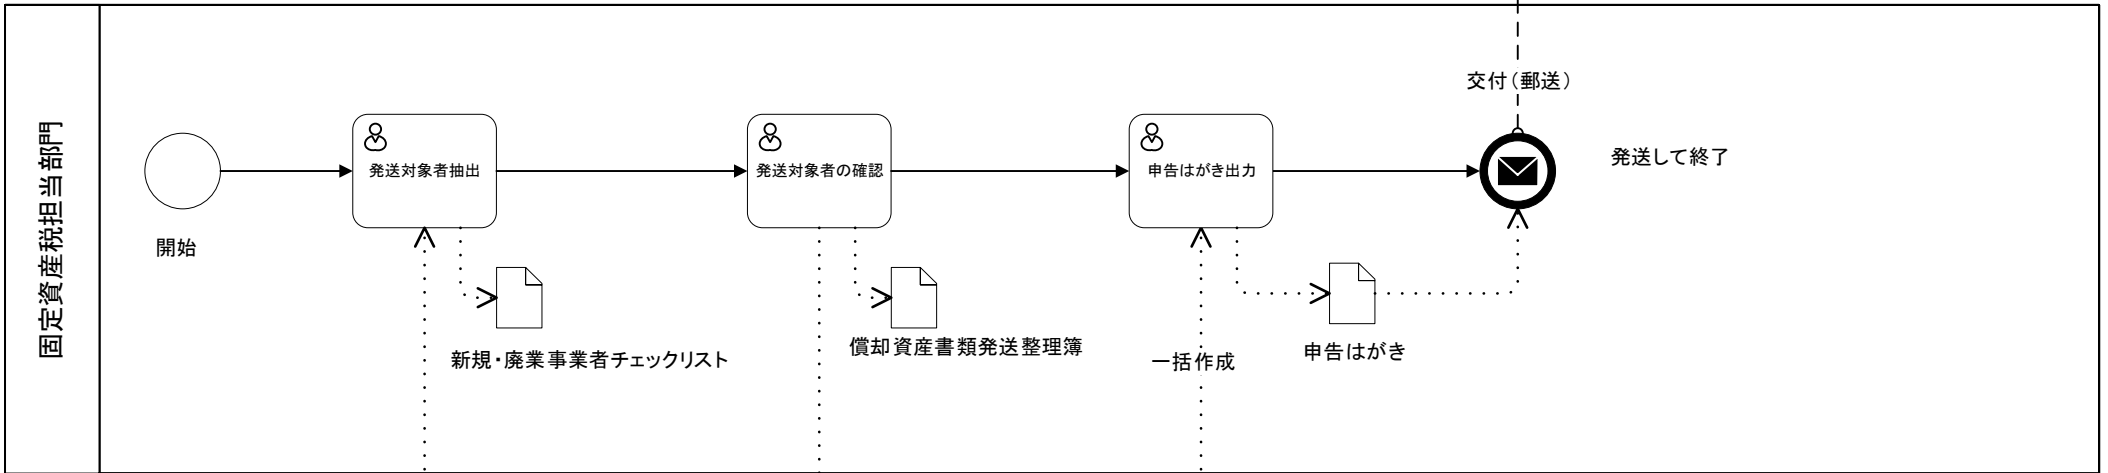 固定資産税担当部門
交付（郵送）
発送対象者抽出
発送対象者の確認
申告はがき出力
発送して終了
開始
新規・廃業事業者チェックリスト
償却資産書類発送整理簿
一括作成
申告はがき